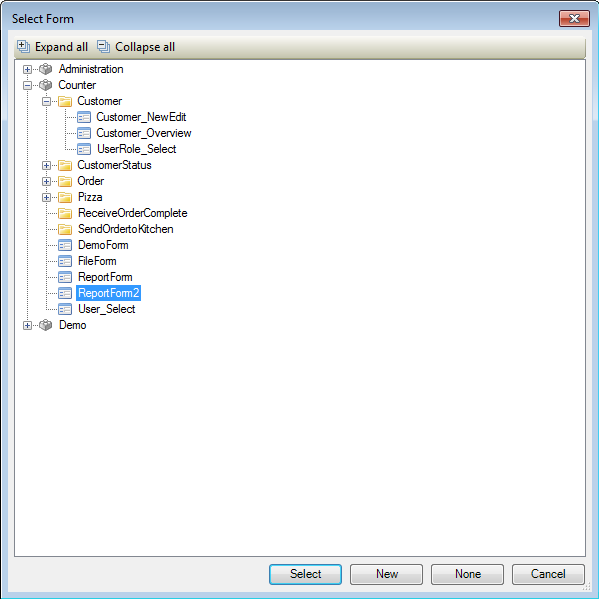 Select Form
Expand all Collapse all
Administration
Counter
Customer
Customer_NewEdit
Customer_Overview
UserRole_Select
CustomerStatus
Order
Pizza
ReceiveOrderComplete
SendOrdertoKitchen
DemoForm
FileForm
ReportForm
ReportForm2
User_Select
Demo
Select New None Cancel